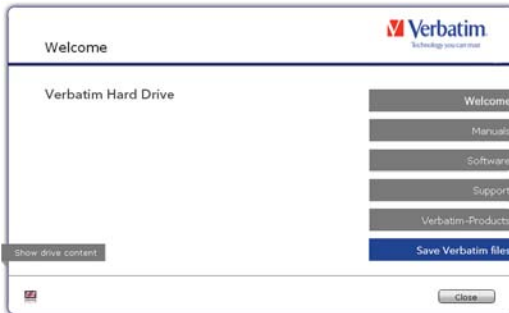 Welcome
Verbatim
Technology you can trust
Verbatim Hard Drive
Welcome
Manuals
Software
Support
Verbatim-Products
Save Verbatim files
Show drive content
Close